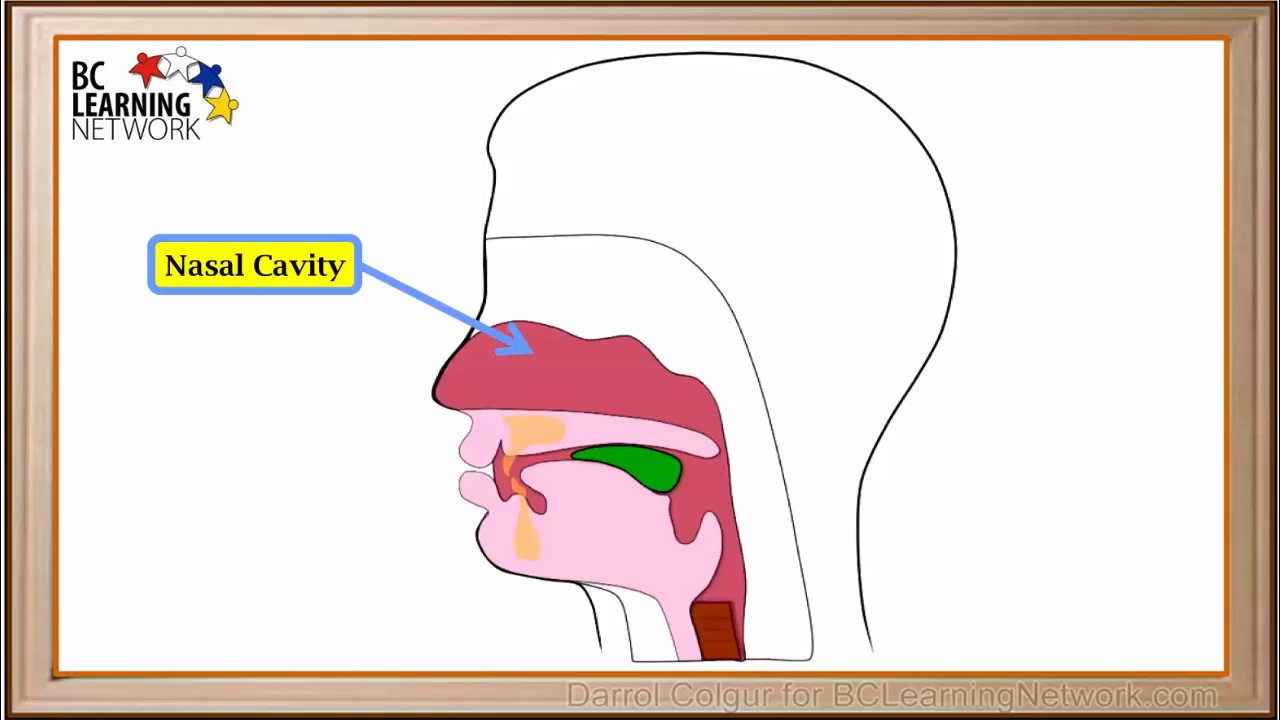 BC
LEARNING
NETWORK
Nasal Cavity
Darrol Colgur for BCLearningNetwork.com